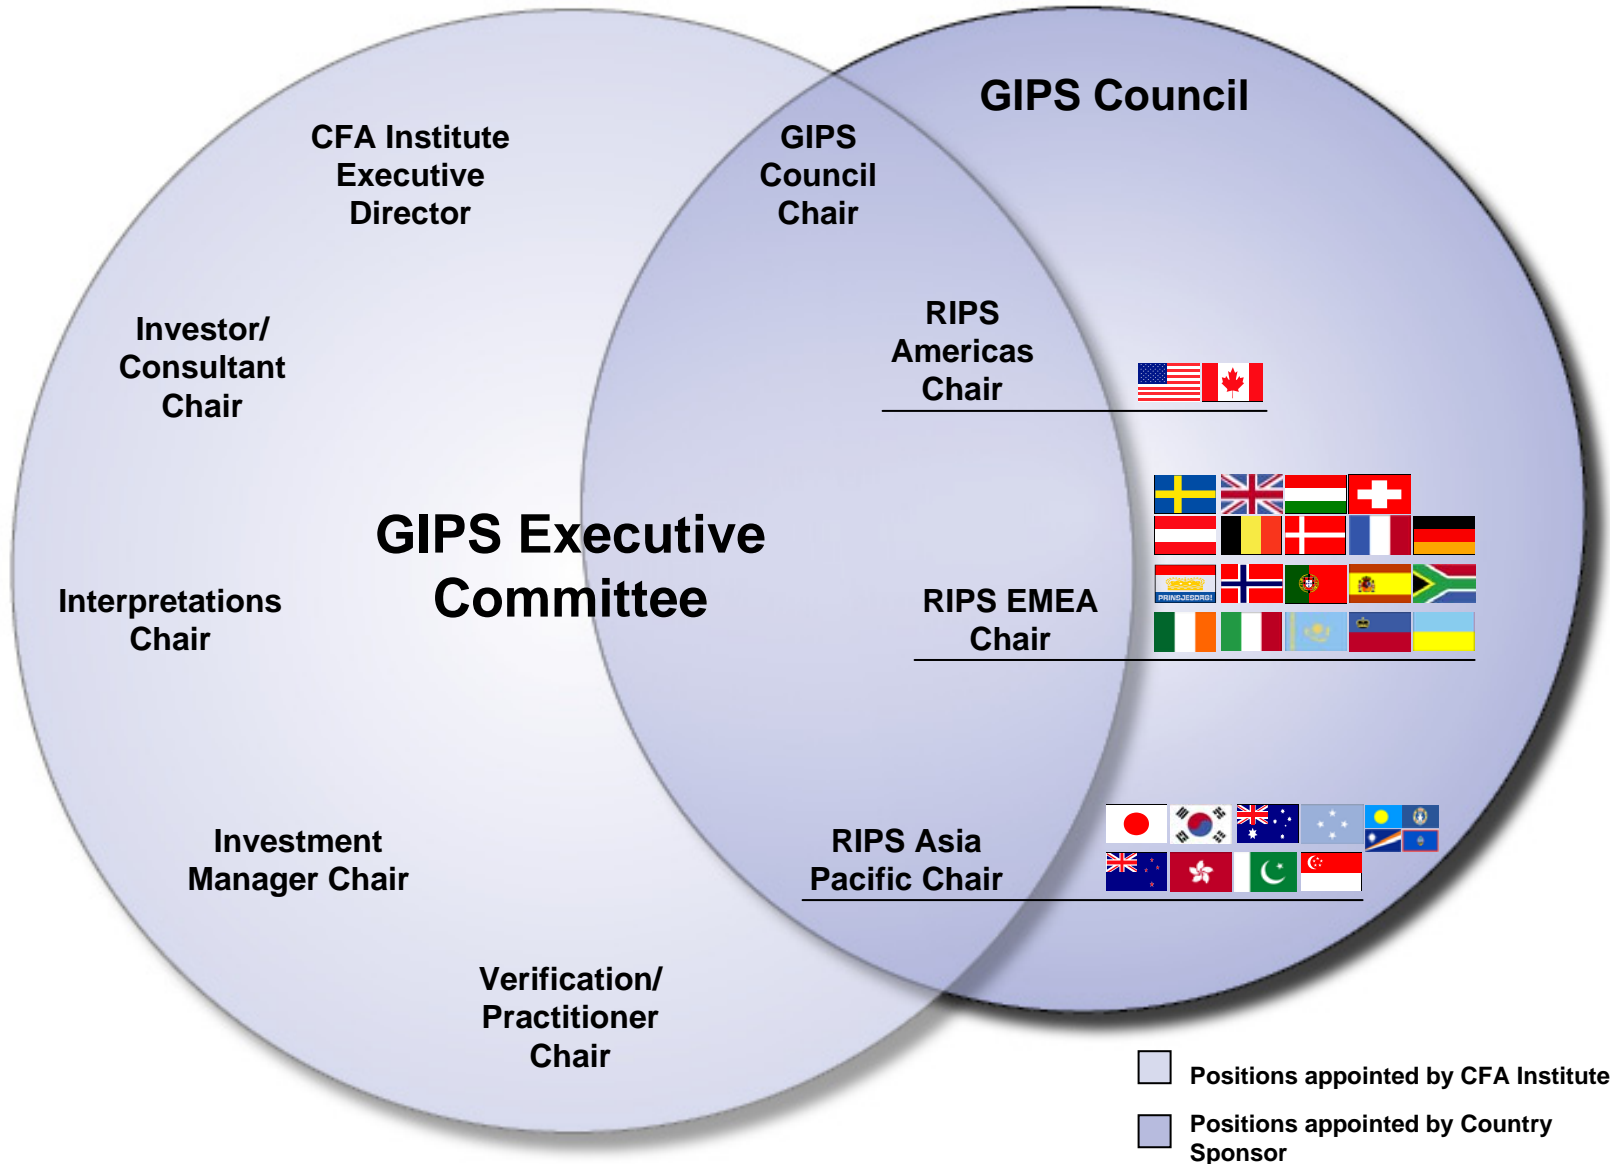 GIPS Council
CFA Institute
Executive
Director
GIPS
Council
Chair
Investor/
Consultant
Chair
RIPS
Americas
Chair
GIPS Executive
Committee
Interpretations
Chair
RIPS EMEA
Chair
PRINSJESDAG!
Investment
Manager Chair
RIPS Asia
Pacific Chair
Verification/
Practitioner
Chair
Positions appointed by CFA Institute
Positions appointed by Country
Sponsor